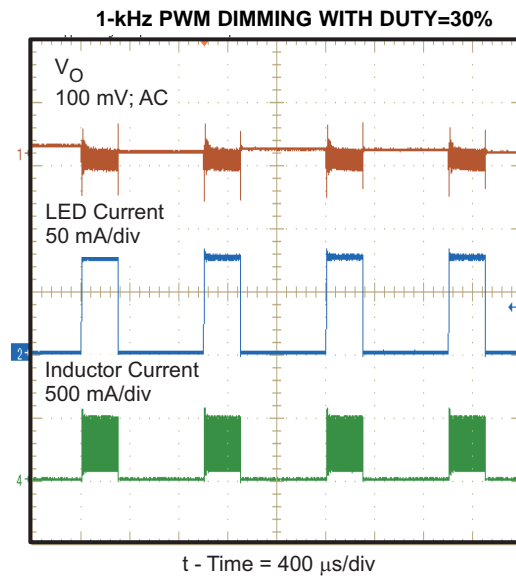 1-kHz PWM DIMMING WITH DUTY=30%
VO
100 mV; AC
1
LED Current
50 mA/div
2
Inductor Current
500 mA/div
4
t - Time = 400 μs/div